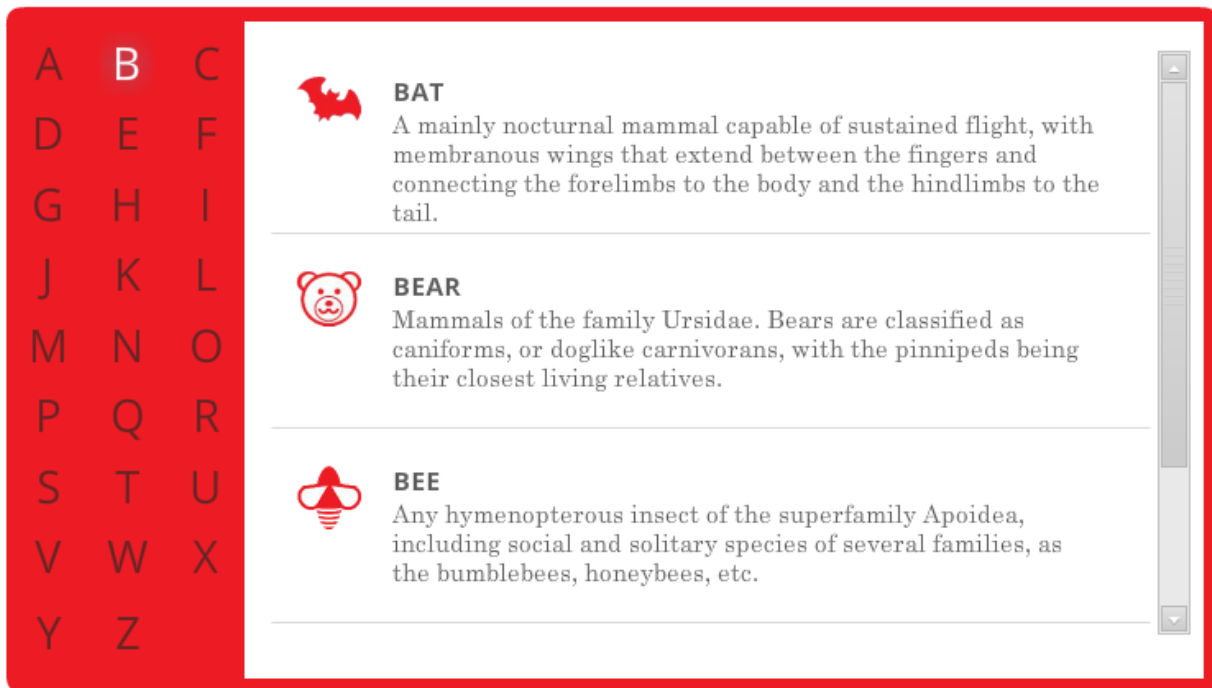 A B C
D E F
G H I
J K L
M N O
P Q R
S T U
V W X
Y Z
BAT
A mainly nocturnal mammal capable of sustained flight, with
membranous wings that extend between the fingers and
connecting the forelimbs to the body and the hindlimbs to the
tail.
BEAR
Mammals of the family Ursidae. Bears are classified as
caniforms, or doglike carnivorans, with the pinnipeds being
their closest living relatives.
BEE
Any hymenopterous insect of the superfamily Apoidea,
including social and solitary species of several families, as
the bumblebees, honeybees, etc.